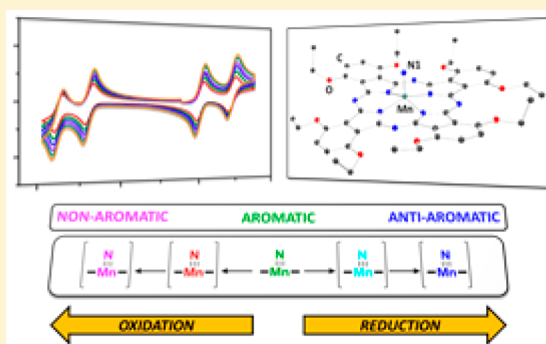 C
N1
O
Mn
NON-AROMATIC AROMATIC ANTI-AROMATIC
N N N N N
Mn Mn Mn Mn Mn
OXIDATION REDUCTION